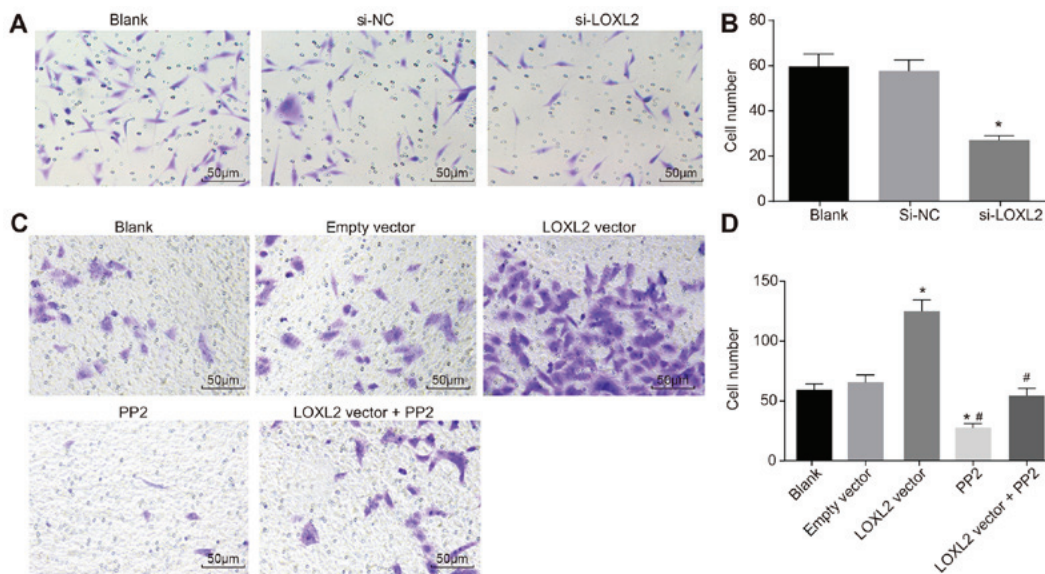 A
Blank
si-NC
si-LOXL2
50μm
50μm
50μm
B
Cell number
80
60
40
20
0
*
Blank
Si-NC
si-LOXL2
C
Blank
Empty vector
LOXL2 vector
50μm
50μm
50μm
PP2
LOXL2 vector + PP2
50μm
50μm
D
Cell number
150
100
50
0
*
* #
#
Blank
Empty vector
LOXL2 vector
PP2
LOXL2 vector + PP2